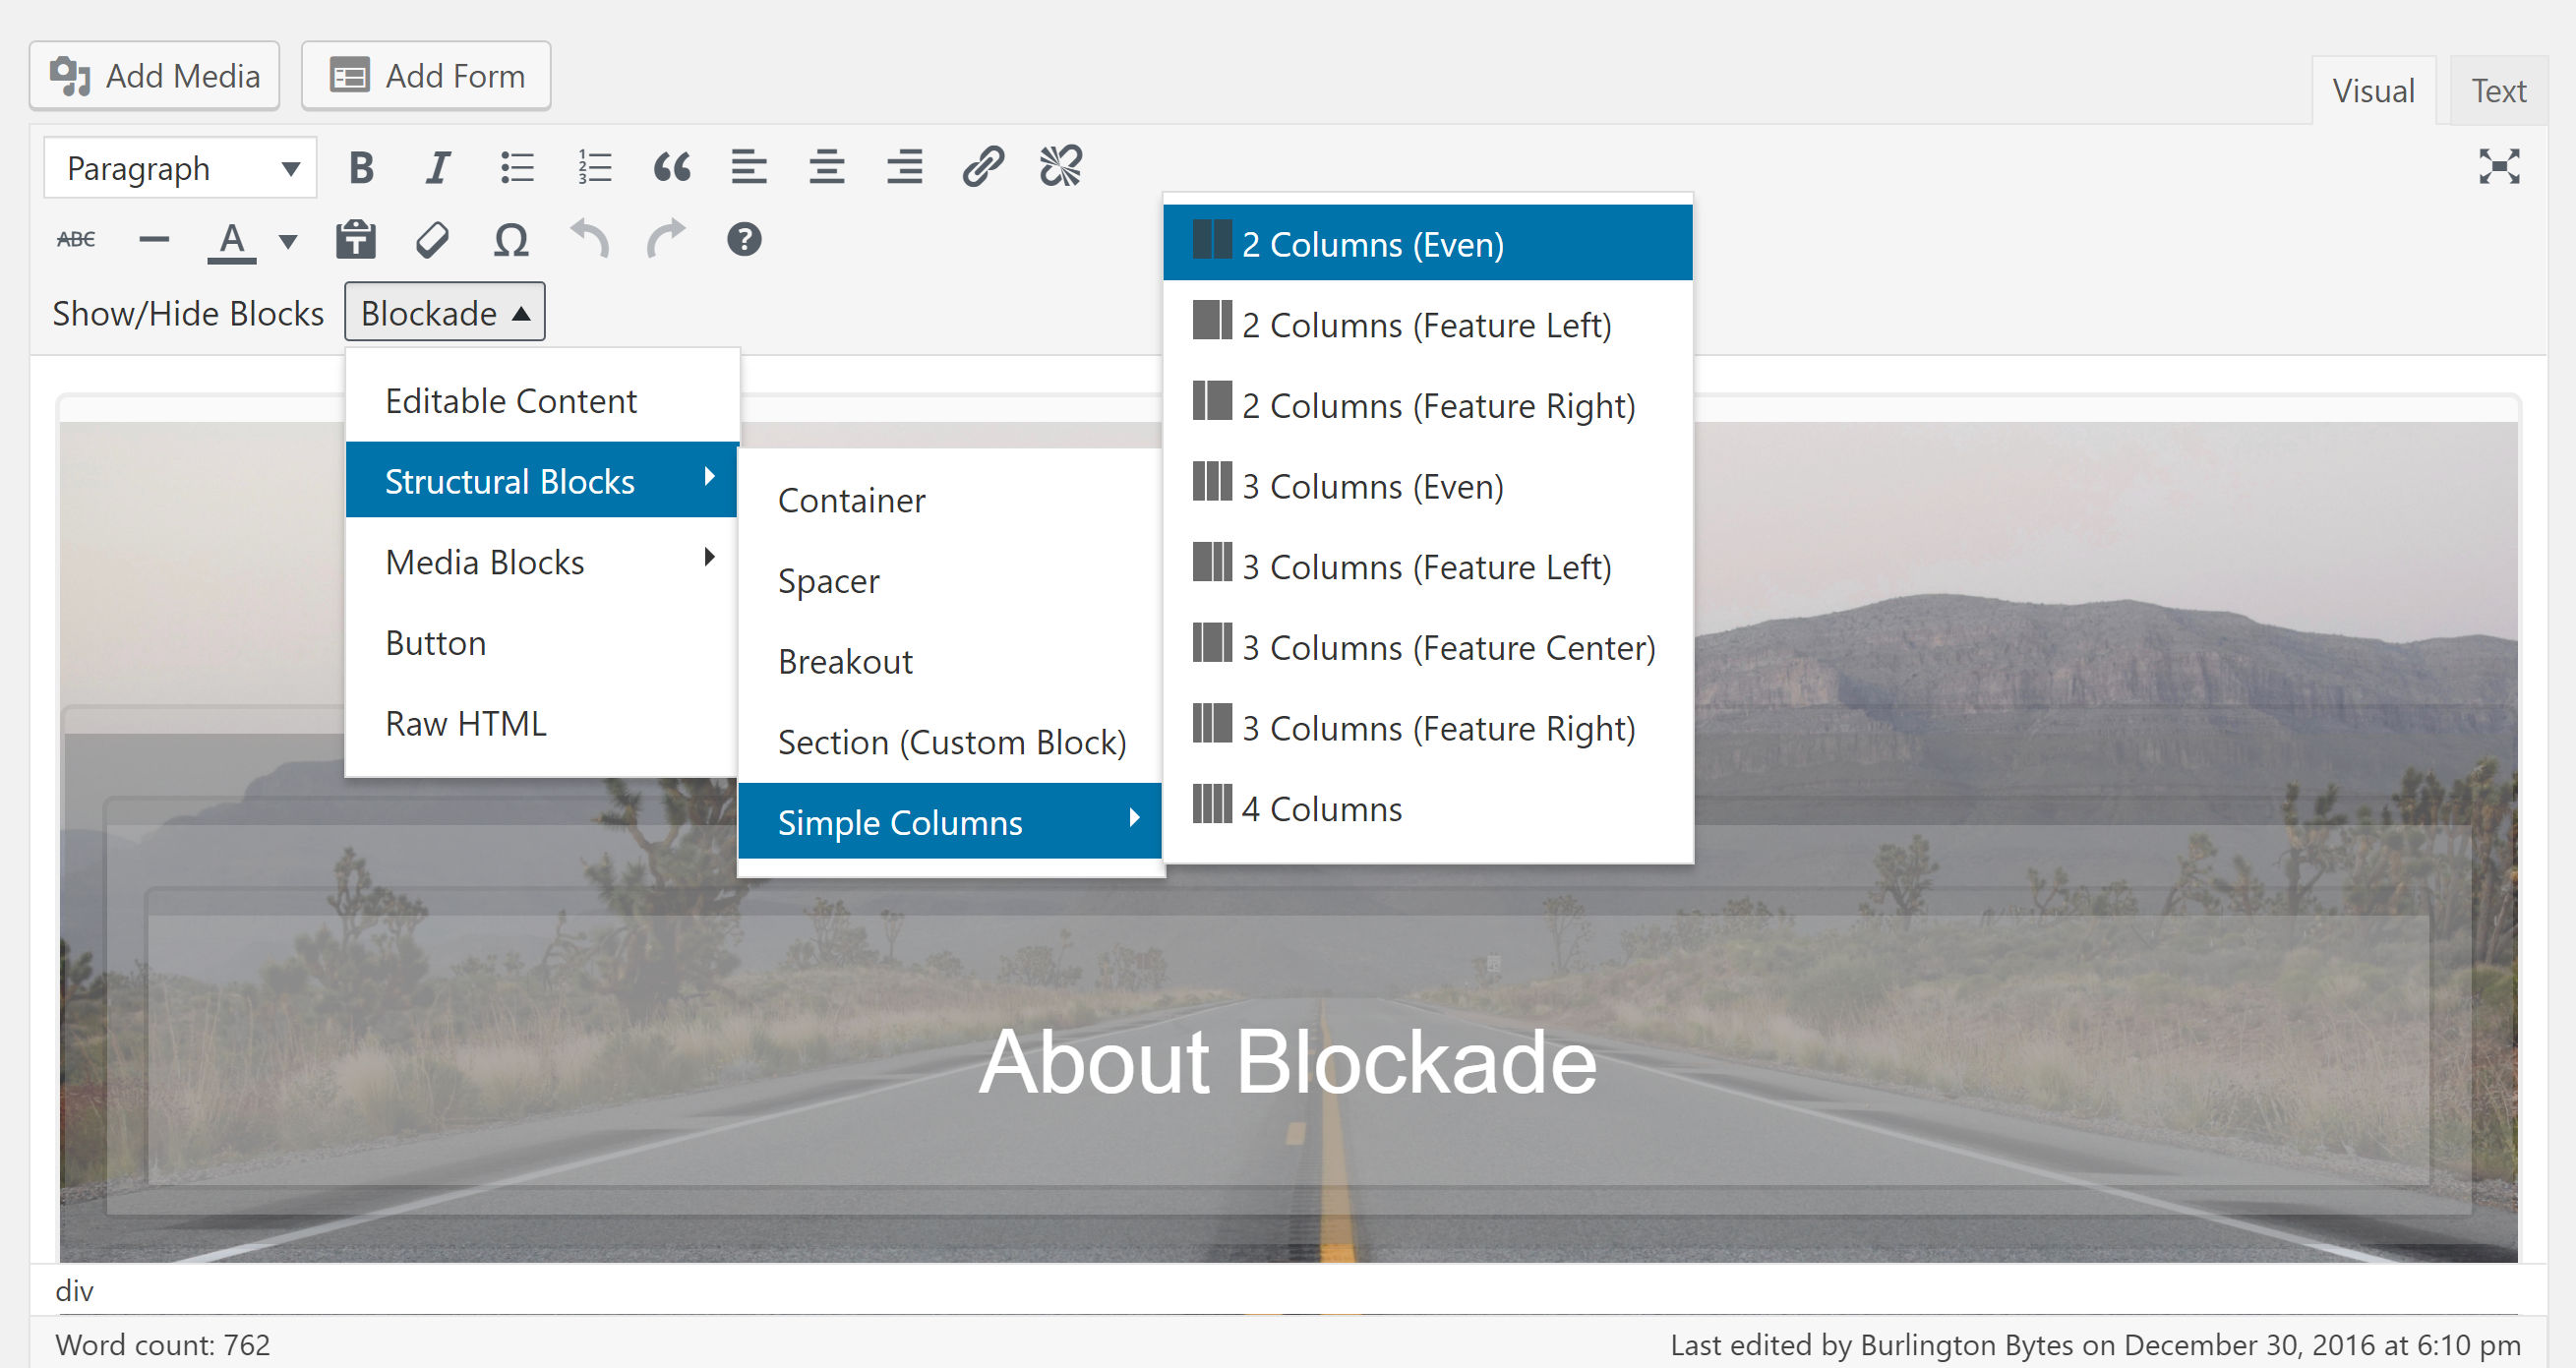 Add Media
Add Form
Visual
Text
Paragraph
B
I
1
2
3
ABC
A
T
Ω
?
Show/Hide Blocks
Blockade
Editable Content
Structural Blocks
Media Blocks
Button
Raw HTML
Container
Spacer
Breakout
Section (Custom Block)
Simple Columns
2 Columns (Even)
2 Columns (Feature Left)
2 Columns (Feature Right)
3 Columns (Even)
3 Columns (Feature Left)
3 Columns (Feature Center)
3 Columns (Feature Right)
4 Columns
About Blockade
div
Word count: 762
Last edited by Burlington Bytes on December 30, 2016 at 6:10 pm